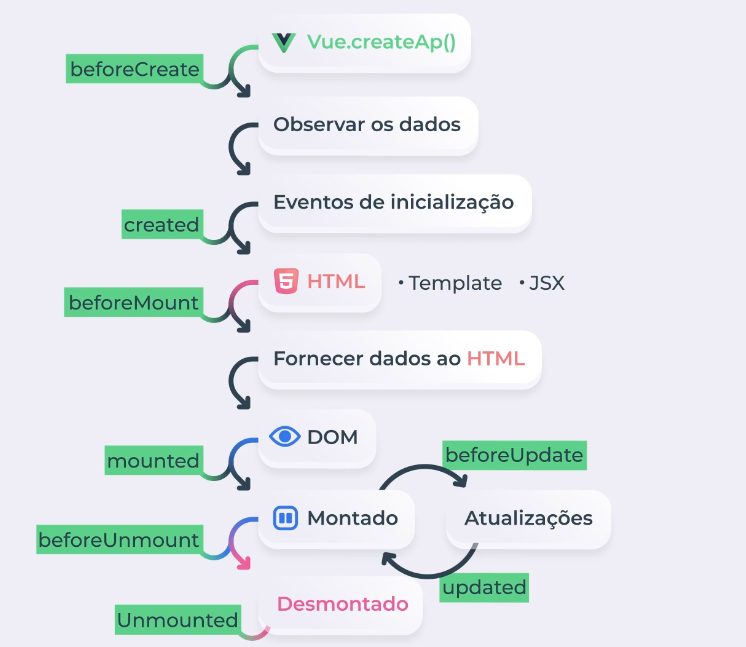 Vue.createAp()
beforeCreate
Observar os dados
Eventos de inicialização
created
5 HTML • Template • JSX
beforeMount
Fornecer dados ao HTML
DOM
beforeUpdate
mounted
Montado
Atualizações
beforeUnmount
updated
Desmontado
Unmounted